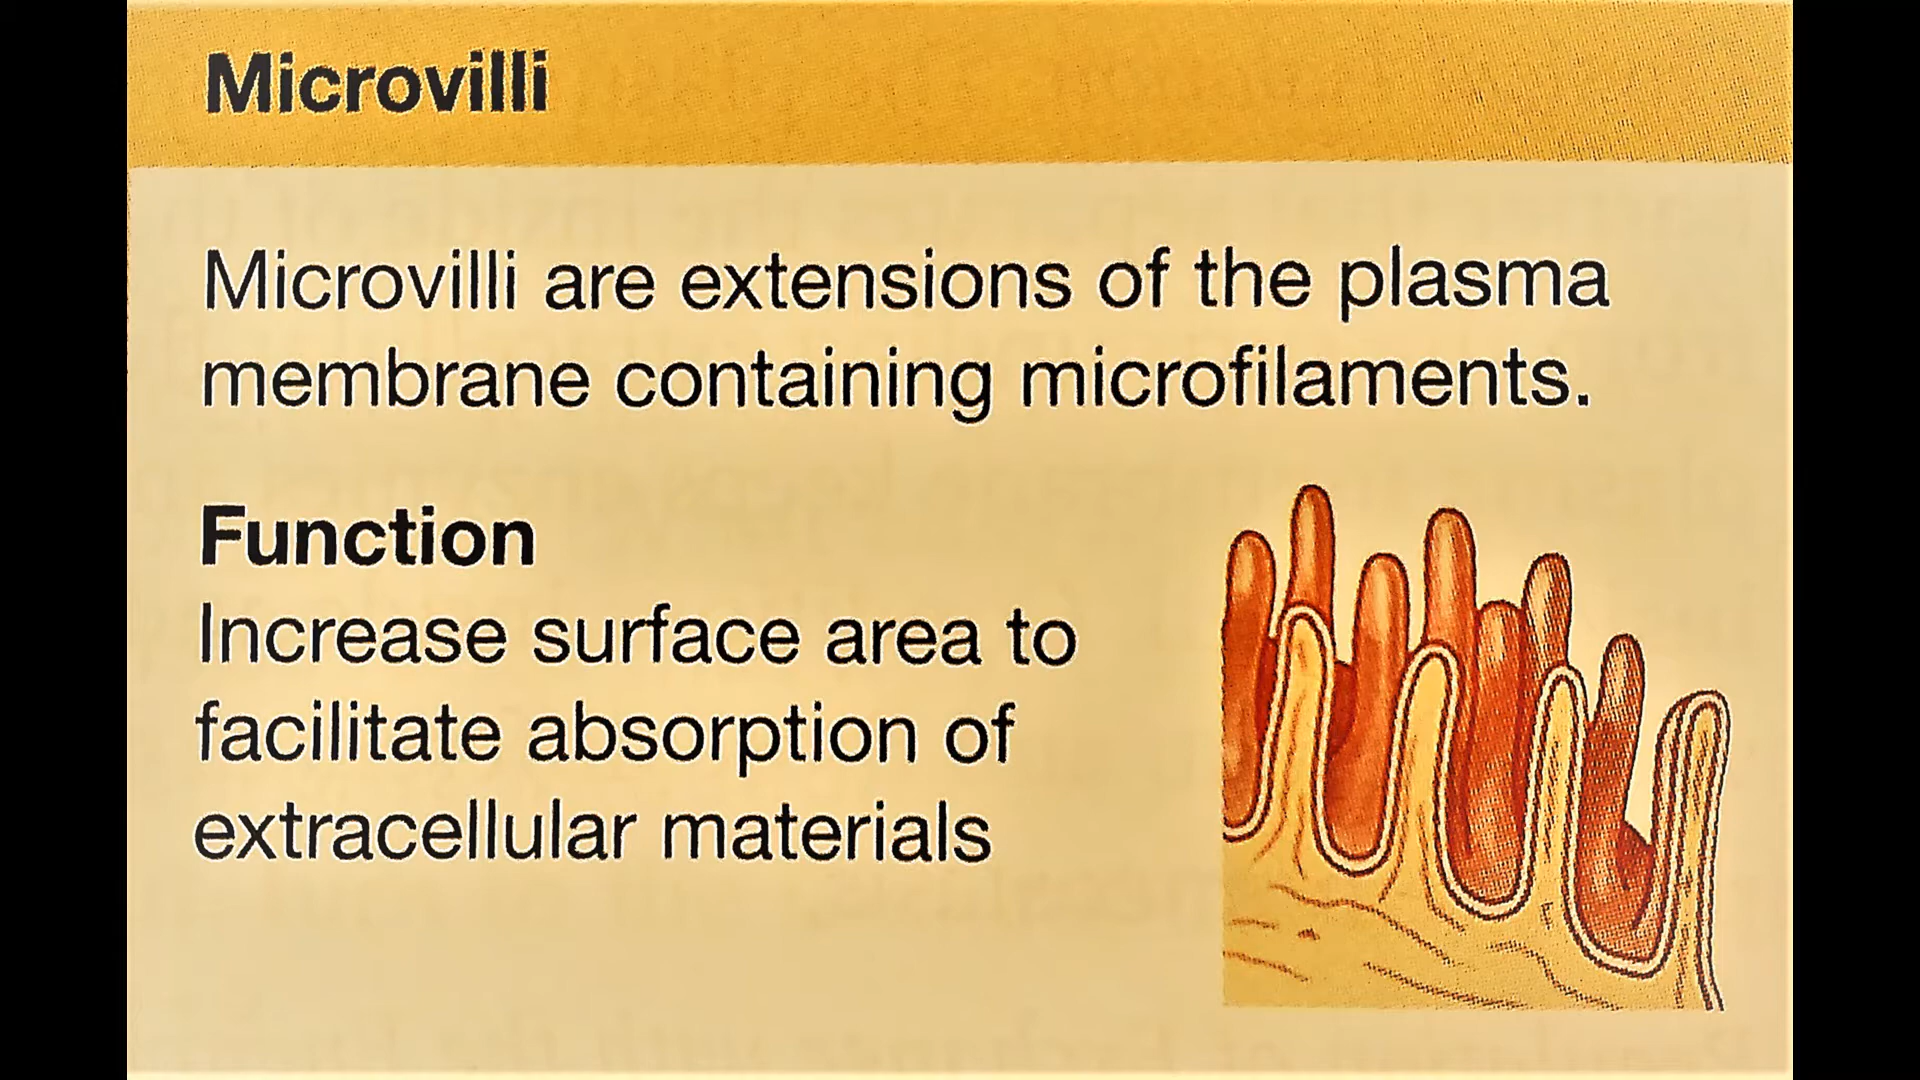 Microvilli
Microvilli are extensions of the plasma
membrane containing microfilaments.
Function
Increase surface area to
facilitate absorption of
extracellular materials